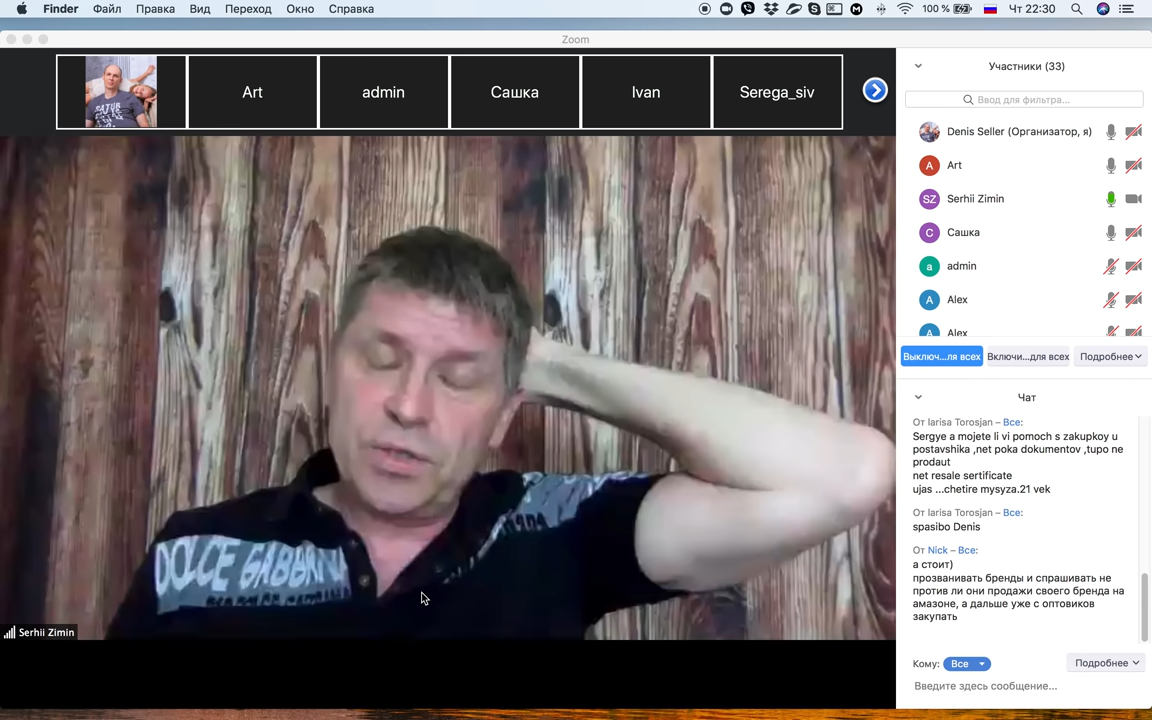 Finder Файл Правка Вид Переход Окно Справка 100 % Чт 22:30
Zoom
SATUR
Art
admin
Сашка
Ivan
Serega_siv
Участники (33)
Ввод для фильтра...
Denis Seller (Организатор, я)
A Art
SZ Serhii Zimin
С Сашка
a admin
A Alex
A Alex
Выключ...ля всех Включи...для всех Подробнее
Чат
От larisa Torosjan – Все:
Sergye a mojete li vi pomoch s zakupkoy u
postavshika ,net poka dokumentov ,tupo ne
prodaut
net resale sertificate
ujas ...chetire mysyza.21 vek
От larisa Torosjan – Все:
spasibo Denis
От Nick – Все:
а стоит)
прозванивать бренды и спрашивать не
против ли они продажи своего бренда на
амазоне, а дальше уже с оптовиков
закупать
DOLCE GABBANA
Serhii Zimin
Кому: Все Подробнее
Введите здесь сообщение...